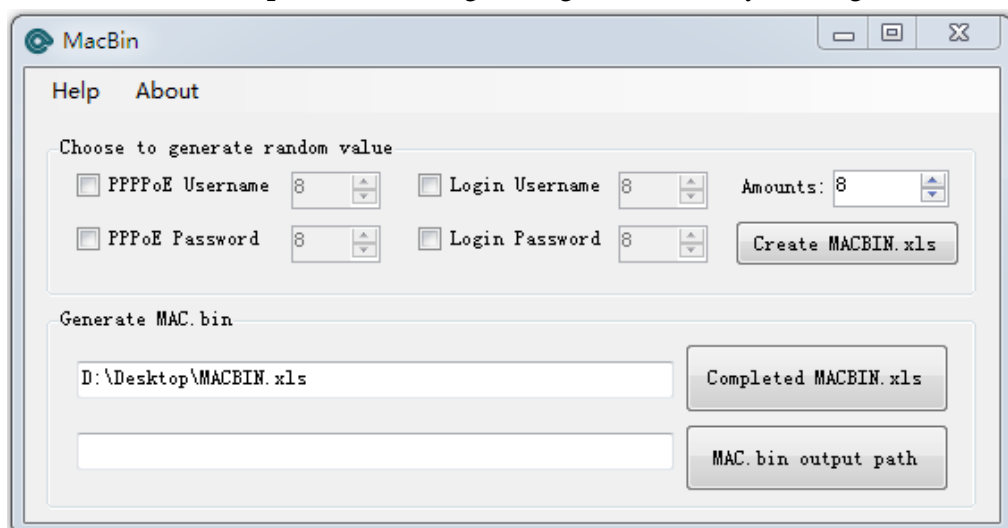 MacBin
Help About
Choose to generate random value
PPPPoE Username 8 Login Username 8 Amounts: 8
PPPoE Password 8 Login Password 8 Create MACBIN.xls
Generate MAC.bin
D:\Desktop\MACBIN.xls Completed MACBIN.xls
MAC.bin output path